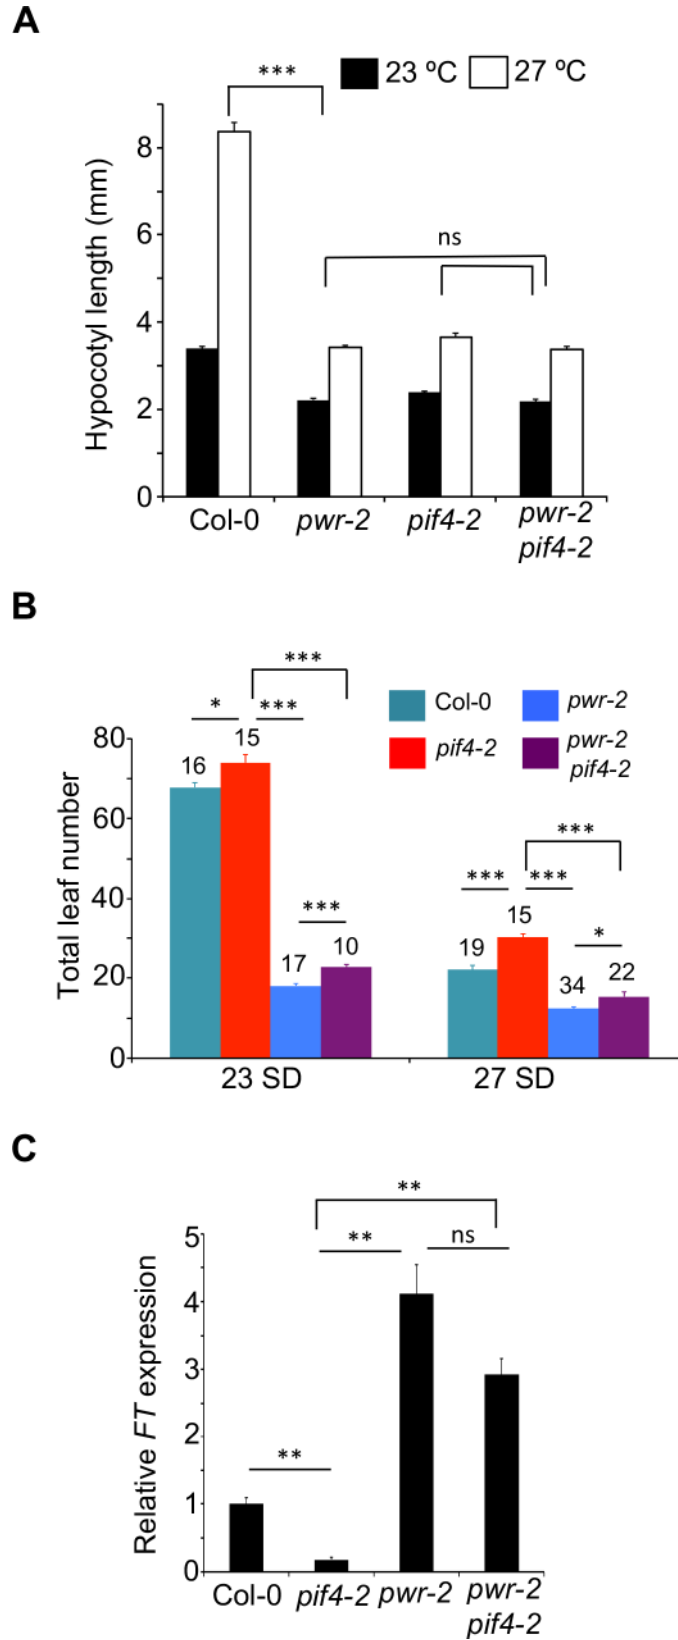 A
*** 23 ºC 27 ºC
Hypocotyl length (mm)
8
6
4
2
0
ns
Col-0 pwr-2 pif4-2 pwr-2
pif4-2
B
***
* ***
Col-0 pwr-2
pif4-2 pwr-2
pif4-2
Total leaf number
80
60
40
20
0
16 15 17 10
***
***
*** ***
*
19 15 34 22
23 SD 27 SD
C
**
** ns
**
Relative FT expression
5
4
3
2
1
0
Col-0 pif4-2 pwr-2 pwr-2
pif4-2